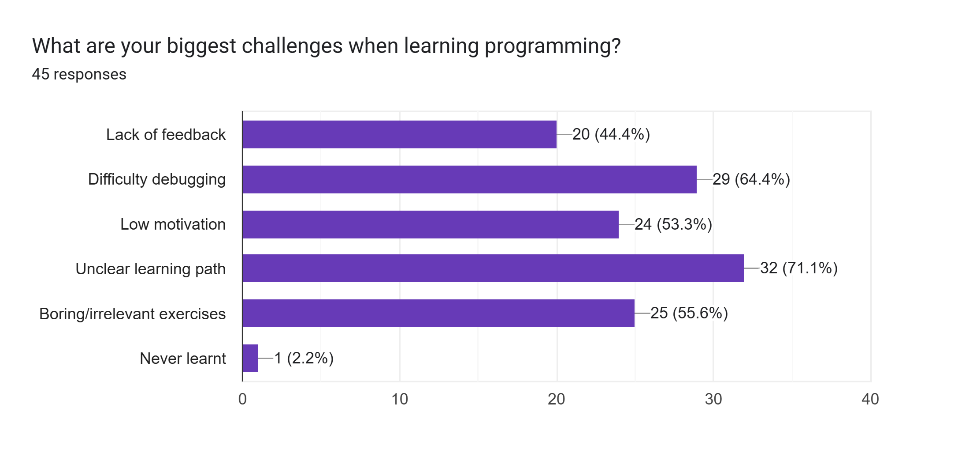 What are your biggest challenges when learning programming?
45 responses
Lack of feedback 20 (44.4%)
Difficulty debugging 29 (64.4%)
Low motivation 24 (53.3%)
Unclear learning path 32 (71.1%)
Boring/irrelevant exercises 25 (55.6%)
Never learnt 1 (2.2%)
0 10 20 30 40